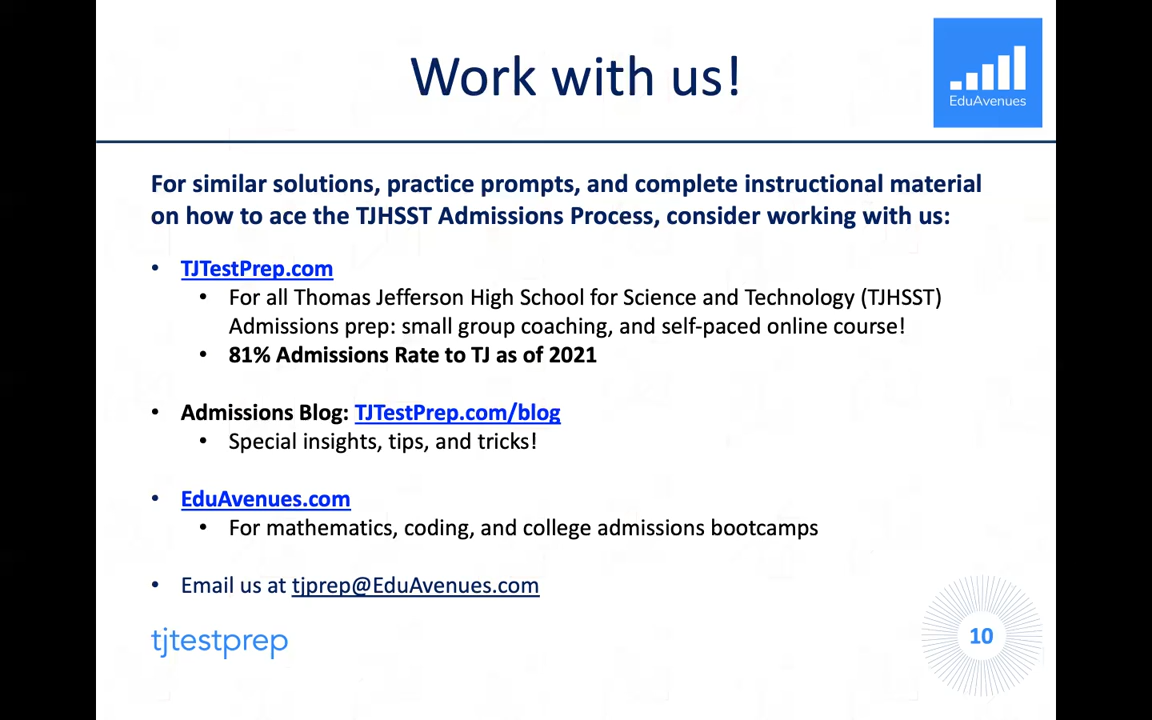 Work with us!
EduAvenues
For similar solutions, practice prompts, and complete instructional material
on how to ace the TJHSST Admissions Process, consider working with us:
• TJTestPrep.com
• For all Thomas Jefferson High School for Science and Technology (TJHSST)
Admissions prep: small group coaching, and self-paced online course!
• 81% Admissions Rate to TJ as of 2021
• Admissions Blog: TJTestPrep.com/blog
• Special insights, tips, and tricks!
• EduAvenues.com
• For mathematics, coding, and college admissions bootcamps
• Email us at tjprep@EduAvenues.com
tjtestprep
10